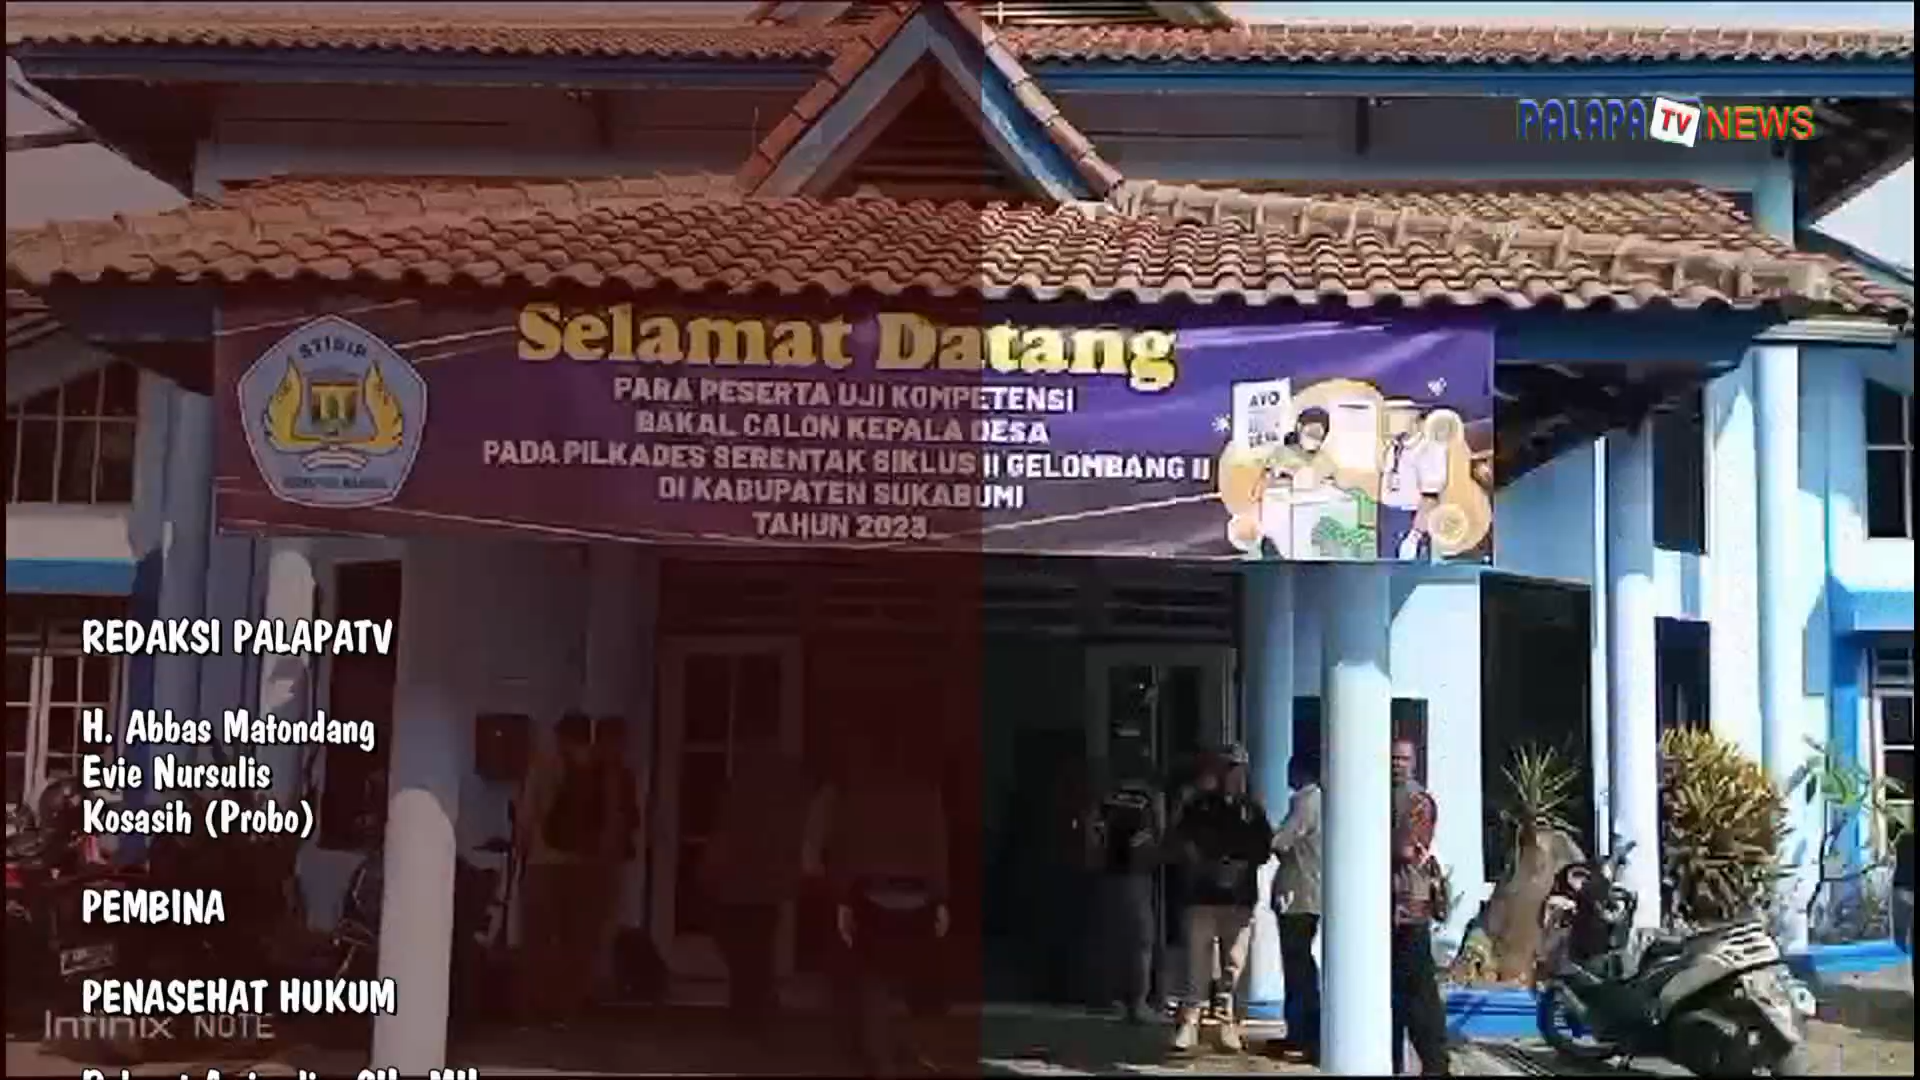 PALAPA TV NEWS
STISIP
Selamat Datang
PARA PESERTA UJI KOMPETENSI
BAKAL CALON KEPALA DESA
PADA PILKADES SERENTAK SIKLUS II GELOMBANG II
DI KABUPATEN SUKABUMI
TAHUN 2023
AYO
REDAKSI PALAPATV
H. Abbas Matondang
Evie Nursulis
Kosasih (Probo)
PEMBINA
PENASEHAT HUKUM
Infinix NOTE